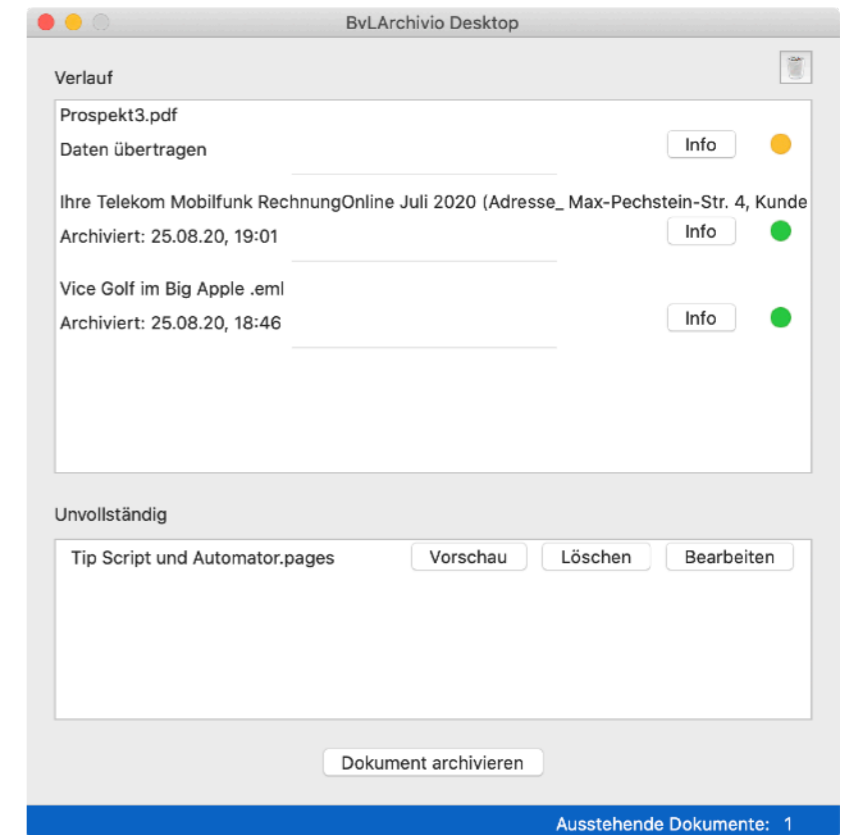 BvLArchivio Desktop
Verlauf
Prospekt3.pdf
Daten übertragen
Info
Ihre Telekom Mobilfunk RechnungOnline Juli 2020 (Adresse_ Max-Pechstein-Str. 4, Kunde
Archiviert: 25.08.20, 19:01
Info
Vice Golf im Big Apple .eml
Archiviert: 25.08.20, 18:46
Info
Unvollständig
Tip Script und Automator.pages Vorschau Löschen Bearbeiten
Dokument archivieren
Ausstehende Dokumente: 1